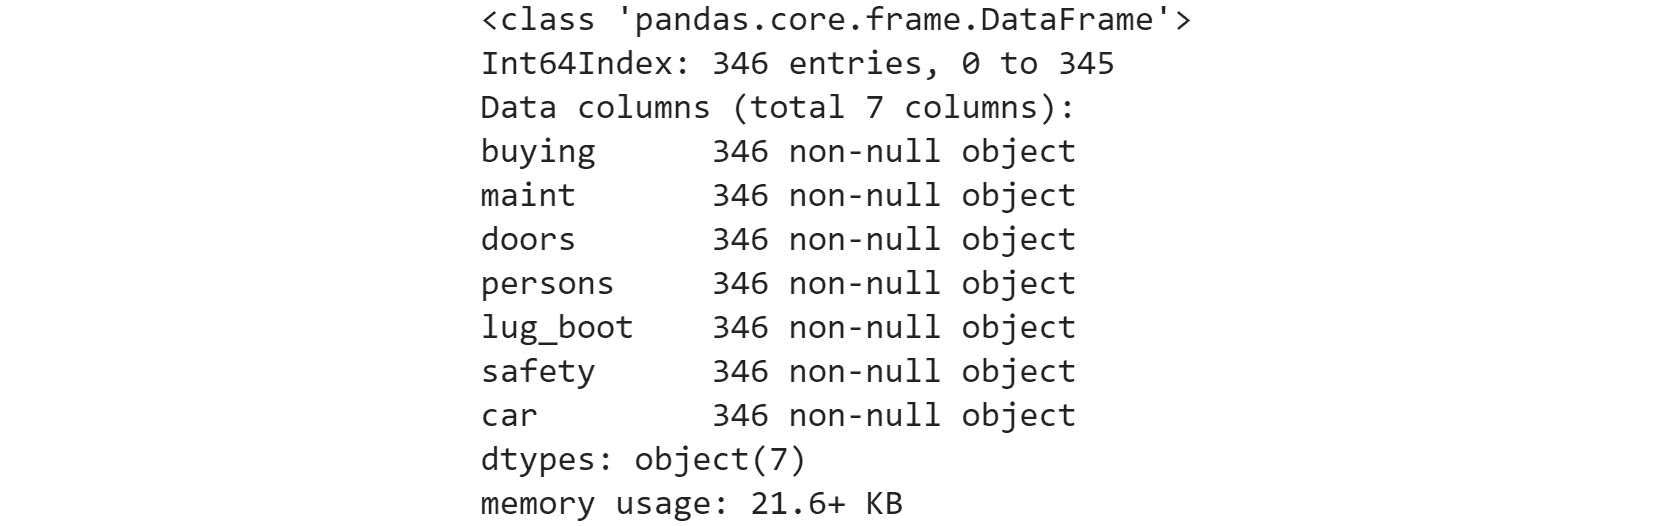 <class 'pandas.core.frame.DataFrame'>
Int64Index: 346 entries, 0 to 345
Data columns (total 7 columns):
buying      346 non-null object
maint       346 non-null object
doors       346 non-null object
persons     346 non-null object
lug_boot    346 non-null object
safety      346 non-null object
car         346 non-null object
dtypes: object(7)
memory usage: 21.6+ KB